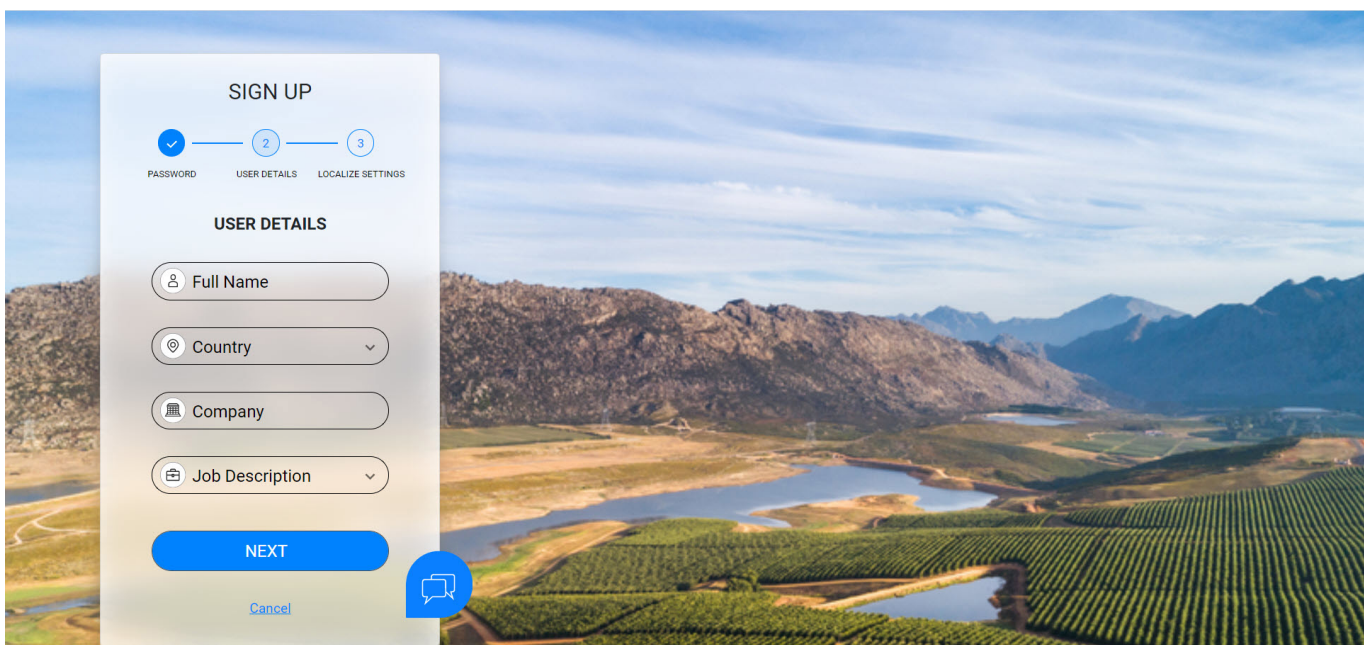 SIGN UP
2
3
PASSWORD
USER DETAILS
LOCALIZE SETTINGS
USER DETAILS
Full Name
Country
Company
Job Description
NEXT
Cancel